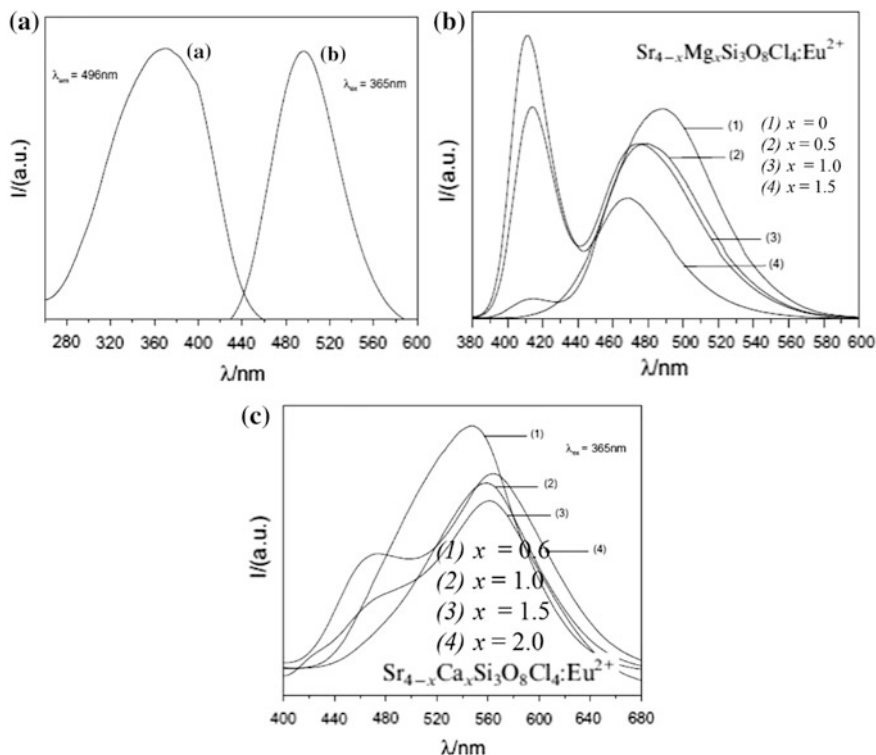 (a)
(a)
(b)
λem = 496nm
λex = 365nm
I/(a.u.)
280 320 360 400 440 480 520 560 600
λ/nm
(b)
Sr4−xMgxSi3O8Cl4:Eu2+
(1)
(2)
(3)
(4)
(1) x = 0
(2) x = 0.5
(3) x = 1.0
(4) x = 1.5
I/(a.u.)
380 400 420 440 460 480 500 520 540 560 580 600
λ/nm
(c)
(1)
λex = 365nm
(2)
(3)
(4)
(1) x = 0.6
(2) x = 1.0
(3) x = 1.5
(4) x = 2.0
Sr4−xCaxSi3O8Cl4:Eu2+
I/(a.u.)
400 440 480 520 560 600 640 680
λ/nm